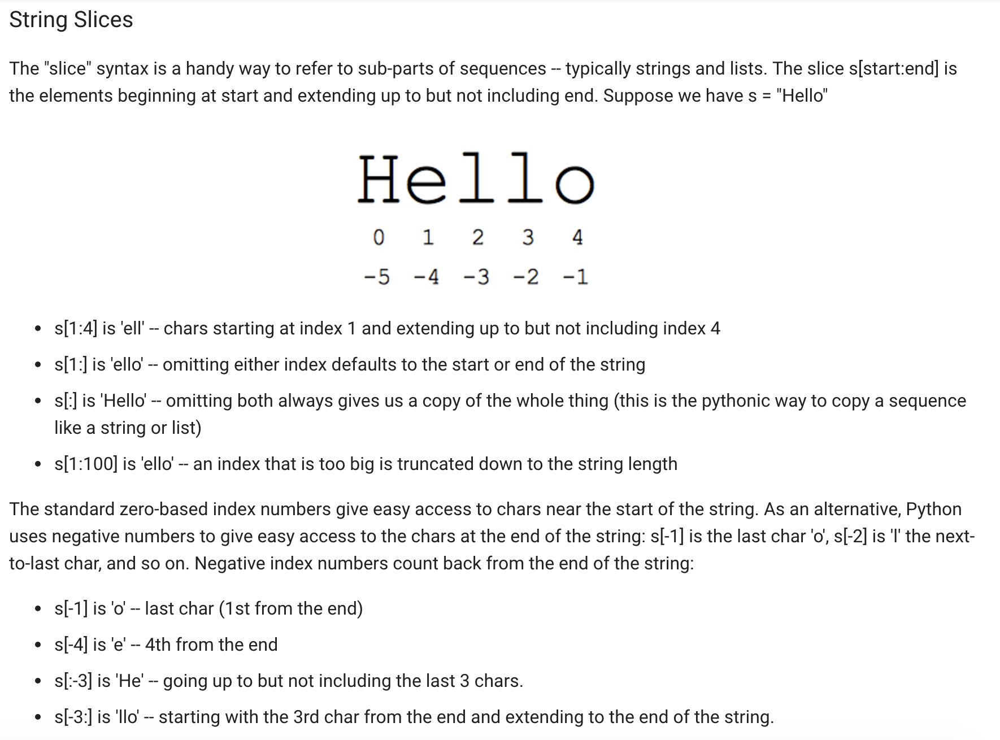 String Slices
The "slice" syntax is a handy way to refer to sub-parts of sequences -- typically strings and lists. The slice s[start:end] is
the elements beginning at start and extending up to but not including end. Suppose we have s = "Hello"
Hello
0 1 2 3 4
-5 -4 -3 -2 -1
• s[1:4] is 'ell' -- chars starting at index 1 and extending up to but not including index 4
• s[1:] is 'ello' -- omitting either index defaults to the start or end of the string
• s[:] is 'Hello' -- omitting both always gives us a copy of the whole thing (this is the pythonic way to copy a sequence
like a string or list)
• s[1:100] is 'ello' -- an index that is too big is truncated down to the string length
The standard zero-based index numbers give easy access to chars near the start of the string. As an alternative, Python
uses negative numbers to give easy access to the chars at the end of the string: s[-1] is the last char 'o', s[-2] is 'l' the next-
to-last char, and so on. Negative index numbers count back from the end of the string:
• s[-1] is 'o' -- last char (1st from the end)
• s[-4] is 'e' -- 4th from the end
• s[:-3] is 'He' -- going up to but not including the last 3 chars.
• s[-3:] is 'llo' -- starting with the 3rd char from the end and extending to the end of the string.